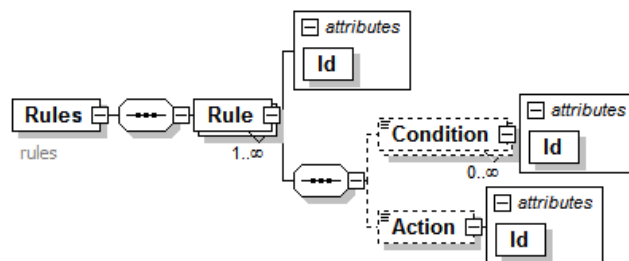 attributes
Id
Rules
Rule
rules
1..∞
attributes
Condition
Id
0..∞
attributes
Action
Id